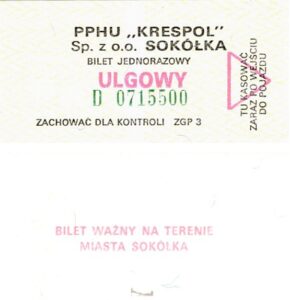 PPHU „KRESPOL"
Sp. z o.o. SOKÓŁKA
BILET JEDNORAZOWY
ULGOWY
D 0715500
ZACHOWAĆ DLA KONTROLI ZGP 3
TU KASOWAĆ
ZARAZ PO WEJŚCIU
DO POJAZDU
BILET WAŻNY NA TERENIE
MIASTA SOKÓŁKA